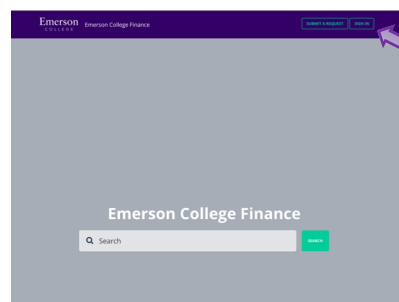 Emerson
COLLEGE
Emerson College Finance
SUBMIT A REQUEST
SIGN IN
Emerson College Finance
Search
SEARCH